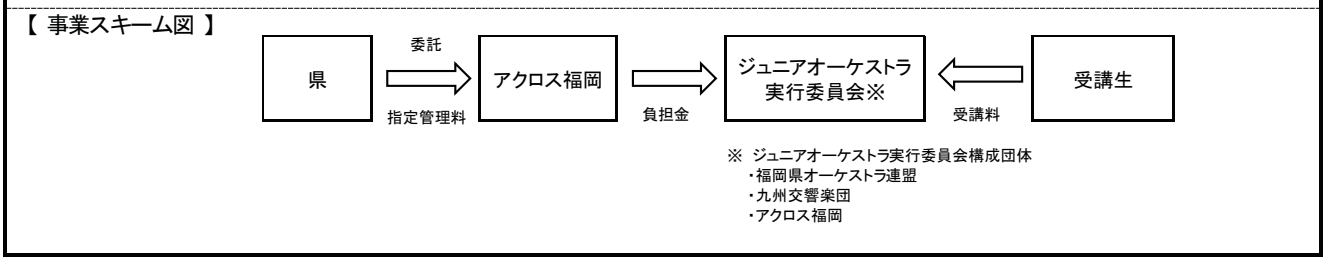 【 事業スキーム図 】
委託
県
アクロス福岡
ジュニアオーケストラ
実行委員会※
受講生
指定管理料
負担金
受講料
※ ジュニアオーケストラ実行委員会構成団体
・福岡県オーケストラ連盟
・九州交響楽団
・アクロス福岡